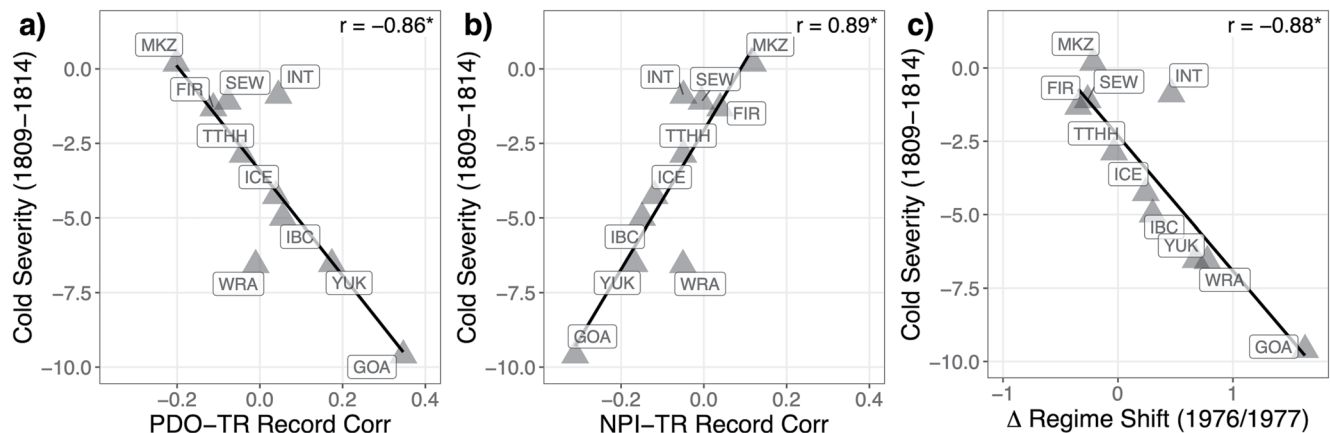 a)
r = −0.86*
Cold Severity (1809−1814)
0.0
−2.5
−5.0
−7.5
−10.0
MKZ
FIR
SEW
INT
TTHH
ICE
IBC
WRA
YUK
GOA
−0.2
0.0
0.2
0.4
PDO−TR Record Corr
b)
r = 0.89*
Cold Severity (1809−1814)
0.0
−2.5
−5.0
−7.5
−10.0
MKZ
INT
SEW
FIR
TTHH
ICE
IBC
YUK
WRA
GOA
−0.2
0.0
0.2
0.4
NPI−TR Record Corr
c)
r = −0.88*
Cold Severity (1809−1814)
0.0
−2.5
−5.0
−7.5
−10.0
MKZ
FIR
SEW
INT
TTHH
ICE
IBC
YUK
WRA
GOA
−1
0
1
Δ Regime Shift (1976/1977)